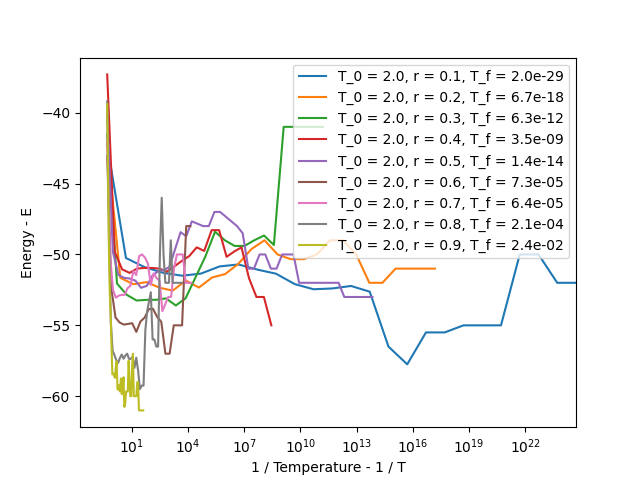 T_0 = 2.0, r = 0.1, T_f = 2.0e-29
T_0 = 2.0, r = 0.2, T_f = 6.7e-18
T_0 = 2.0, r = 0.3, T_f = 6.3e-12
T_0 = 2.0, r = 0.4, T_f = 3.5e-09
T_0 = 2.0, r = 0.5, T_f = 1.4e-14
T_0 = 2.0, r = 0.6, T_f = 7.3e-05
T_0 = 2.0, r = 0.7, T_f = 6.4e-05
T_0 = 2.0, r = 0.8, T_f = 2.1e-04
T_0 = 2.0, r = 0.9, T_f = 2.4e-02
Energy - E
−40
−45
−50
−55
−60
10¹ 10⁴ 10⁷ 10¹⁰ 10¹³ 10¹⁶ 10¹⁹ 10²²
1 / Temperature - 1 / T